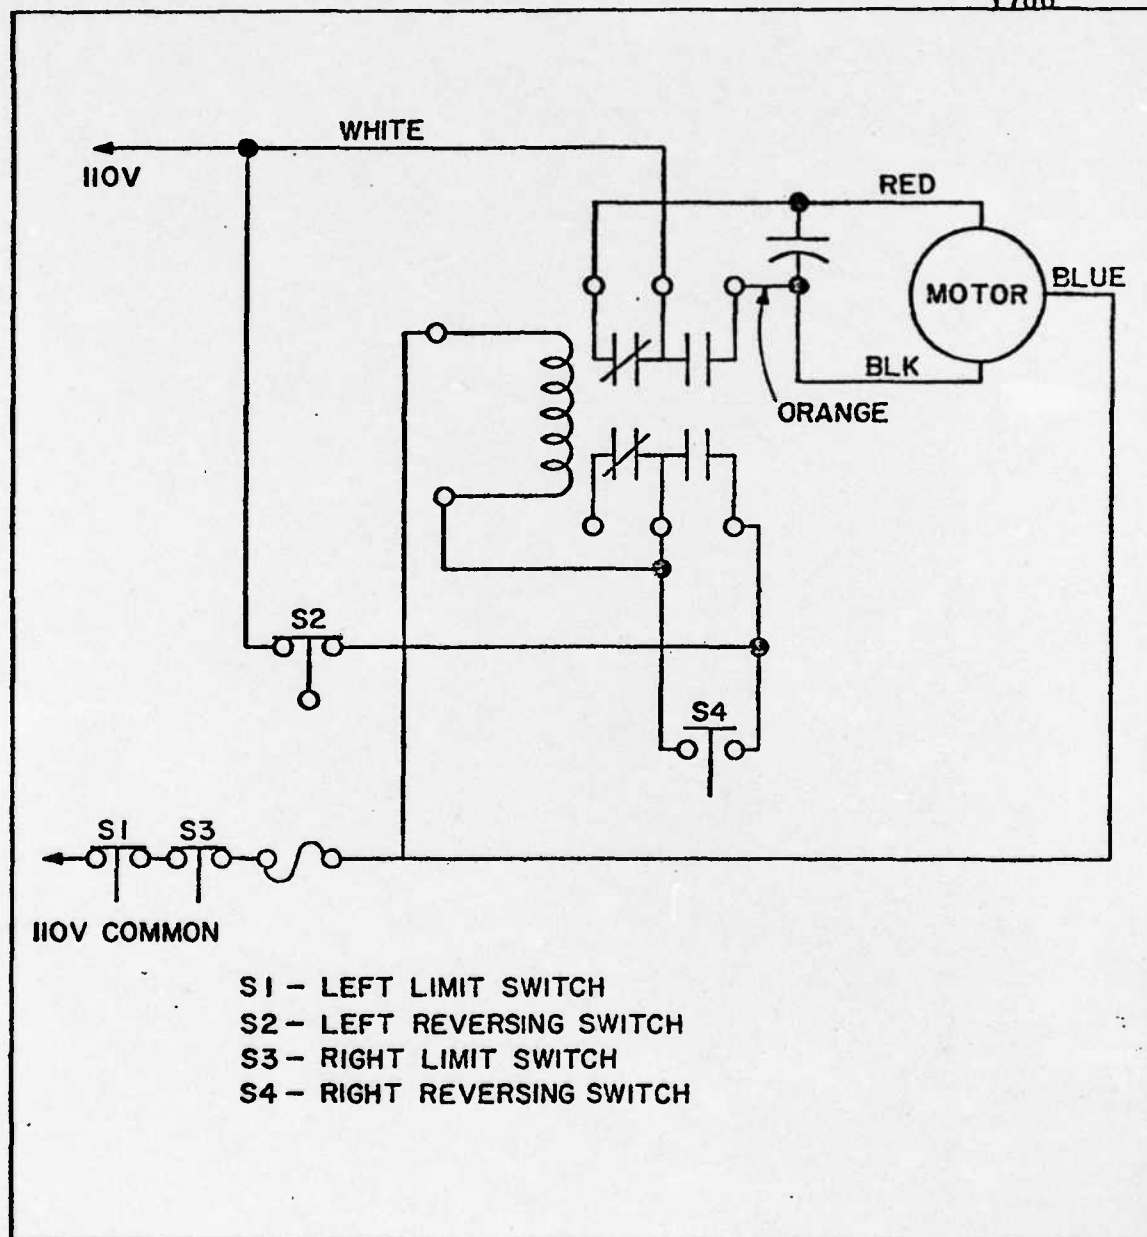 WHITE
110V
RED
MOTOR
BLUE
BLK
ORANGE
S2
S4
S1 S3
110V COMMON
S1 – LEFT LIMIT SWITCH
S2 – LEFT REVERSING SWITCH
S3 – RIGHT LIMIT SWITCH
S4 – RIGHT REVERSING SWITCH